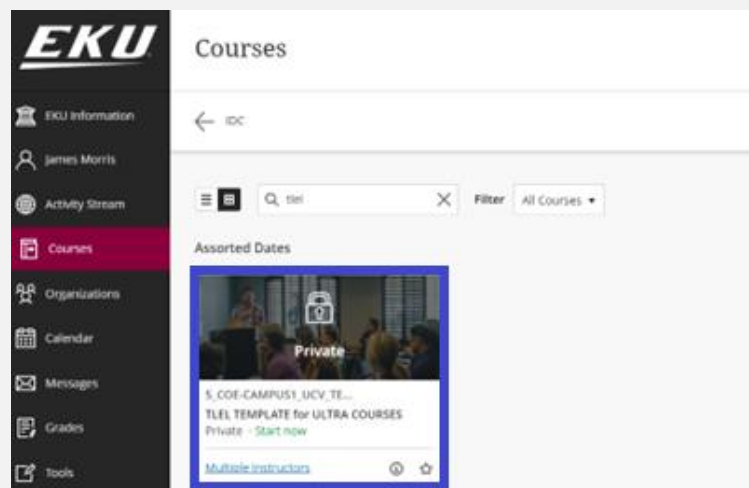 EKU
Courses
EKU Information
James Morris
Activity Stream
Courses
Organizations
Calendar
Messages
Grades
Tools
IDC
tlel
Filter
All Courses
Assorted Dates
Private
S_COE-CAMPUS1_UCV_TE...
TLEL TEMPLATE for ULTRA COURSES
Private - Start now
Multiple Instructors